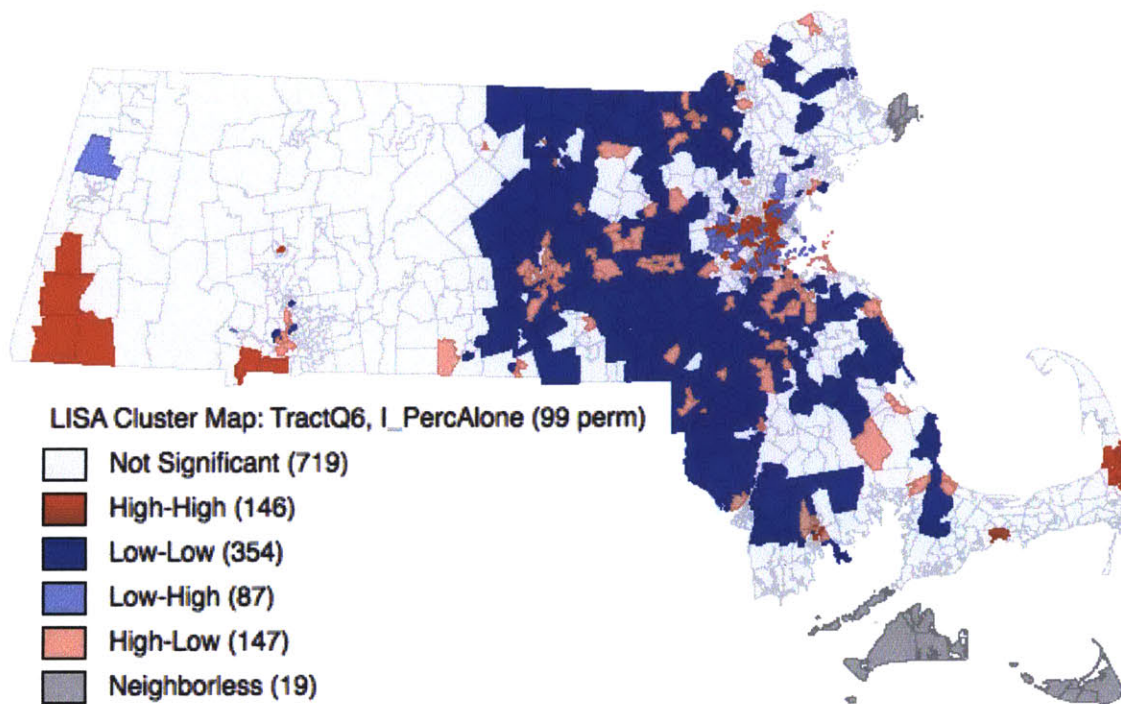 LISA Cluster Map: TractQ6, I_PercAlone (99 perm)
Not Significant (719)
High-High (146)
Low-Low (354)
Low-High (87)
High-Low (147)
Neighborless (19)